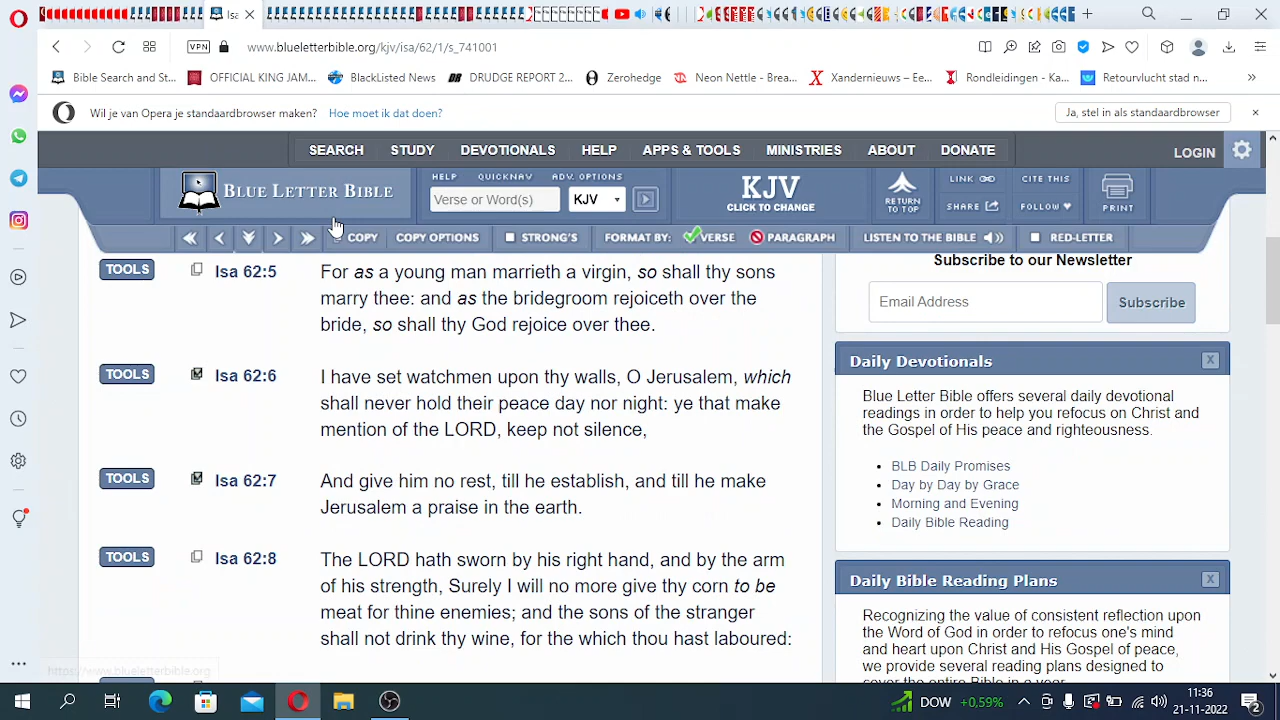 Isa
www.blueletterbible.org/kjv/isa/62/1/s_741001
VPN
Bible Search and St...
OFFICIAL KING JAM...
BlackListed News
DRUDGE REPORT 2...
Zerohedge
Neon Nettle - Brea...
Xandernieuws – Ee...
Rondleidingen - Ka...
Retourvlucht stad n...
Wil je van Opera je standaardbrowser maken? Hoe moet ik dat doen?
Ja, stel in als standaardbrowser
SEARCH STUDY DEVOTIONALS HELP APPS & TOOLS MINISTRIES ABOUT DONATE
LOGIN
BLUE LETTER BIBLE
HELP QUICKNAV ADV. OPTIONS
Verse or Word(s)
KJV
KJV
CLICK TO CHANGE
RETURN
TO TOP
LINK
SHARE
CITE THIS
FOLLOW
PRINT
COPY COPY OPTIONS STRONG'S FORMAT BY: VERSE PARAGRAPH LISTEN TO THE BIBLE RED-LETTER
TOOLS Isa 62:5 For as a young man marrieth a virgin, so shall thy sons
marry thee: and as the bridegroom rejoiceth over the
bride, so shall thy God rejoice over thee.
TOOLS Isa 62:6 I have set watchmen upon thy walls, O Jerusalem, which
shall never hold their peace day nor night: ye that make
mention of the LORD, keep not silence,
TOOLS Isa 62:7 And give him no rest, till he establish, and till he make
Jerusalem a praise in the earth.
TOOLS Isa 62:8 The LORD hath sworn by his right hand, and by the arm
of his strength, Surely I will no more give thy corn to be
meat for thine enemies; and the sons of the stranger
shall not drink thy wine, for the which thou hast laboured:
Subscribe to our Newsletter
Email Address
Subscribe
Daily Devotionals X
Blue Letter Bible offers several daily devotional
readings in order to help you refocus on Christ and
the Gospel of His peace and righteousness.
BLB Daily Promises
Day by Day by Grace
Morning and Evening
Daily Bible Reading
Daily Bible Reading Plans X
Recognizing the value of consistent reflection upon
the Word of God in order to refocus one's mind
and heart upon Christ and His Gospel of peace,
we provide several reading plans designed to
cover the entire Bible in a year.
https://www.blueletterbible.org
DOW +0,59%
11:36
21-11-2022
2